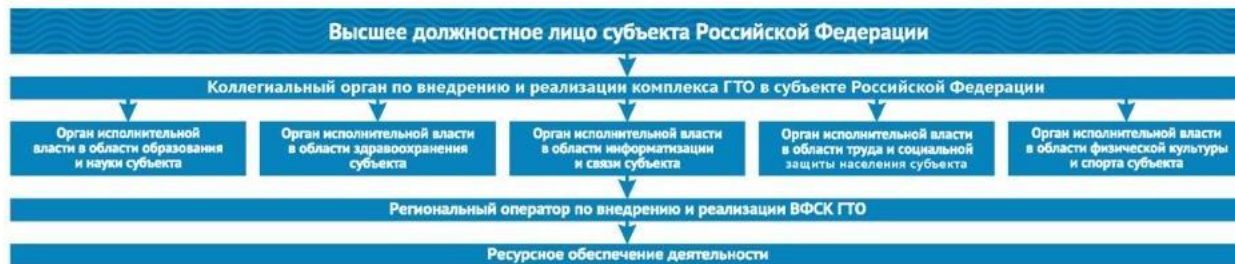 Высшее должностное лицо субъекта Российской Федерации
Коллегиальный орган по внедрению и реализации комплекса ГТО в субъекте Российской Федерации
Орган исполнительной
власти в области образования
и науки субъекта
Орган исполнительной власти
в области здравоохранения
субъекта
Орган исполнительной власти
в области информатизации
и связи субъекта
Орган исполнительной власти
в области труда и социальной
защиты населения субъекта
Орган исполнительной власти
в области физической культуры
и спорта субъекта
Региональный оператор по внедрению и реализации ВФСК ГТО
Ресурсное обеспечение деятельности